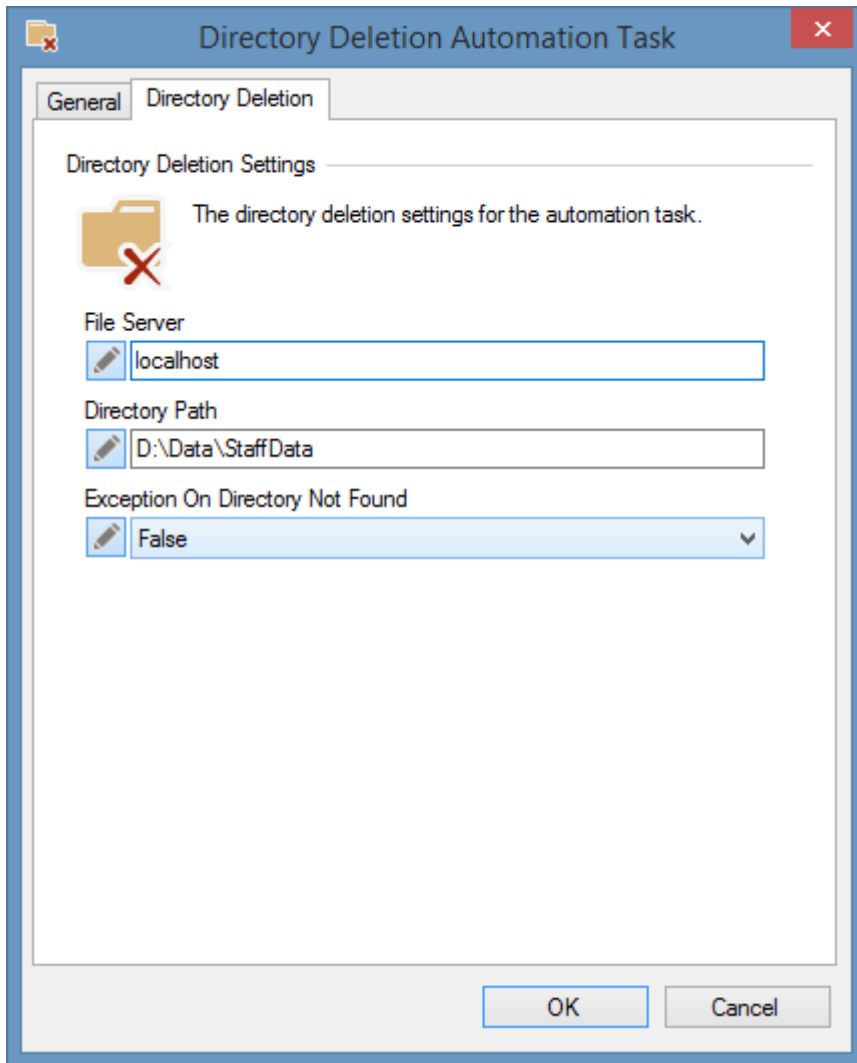 Directory Deletion Automation Task
General
Directory Deletion
Directory Deletion Settings
The directory deletion settings for the automation task.
File Server
localhost
Directory Path
D:\Data\StaffData
Exception On Directory Not Found
False
OK
Cancel